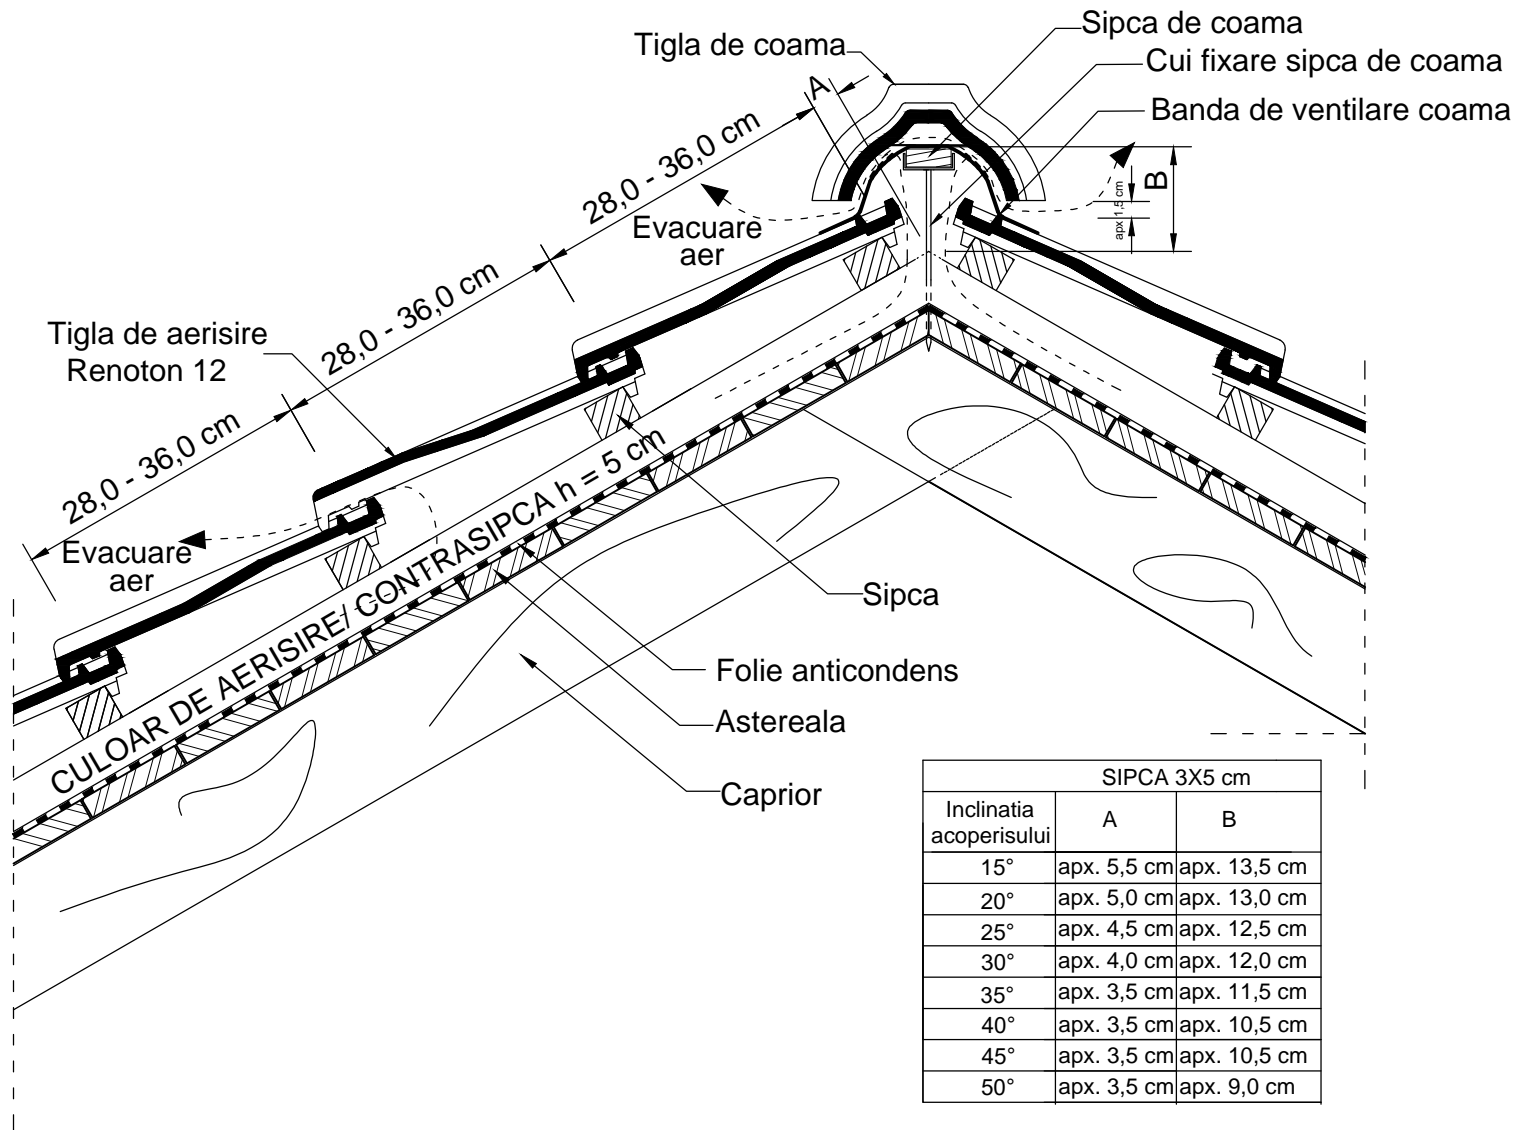 Sipca de coama
Tigla de coama
Cui fixare sipca de coama
A
Banda de ventilare coama
28,0 - 36,0 cm
B
apx 1,5 cm
Evacuare
aer
28,0 - 36,0 cm
Tigla de aerisire
Renoton 12
28,0 - 36,0 cm
Evacuare
aer
CULOAR DE AERISIRE/ CONTRASIPCA h = 5 cm
Sipca
Folie anticondens
Astereala
Caprior
SIPCA 3X5 cm
Inclinatia
acoperisului A B
15° apx. 5,5 cm apx. 13,5 cm
20° apx. 5,0 cm apx. 13,0 cm
25° apx. 4,5 cm apx. 12,5 cm
30° apx. 4,0 cm apx. 12,0 cm
35° apx. 3,5 cm apx. 11,5 cm
40° apx. 3,5 cm apx. 10,5 cm
45° apx. 3,5 cm apx. 10,5 cm
50° apx. 3,5 cm apx. 9,0 cm